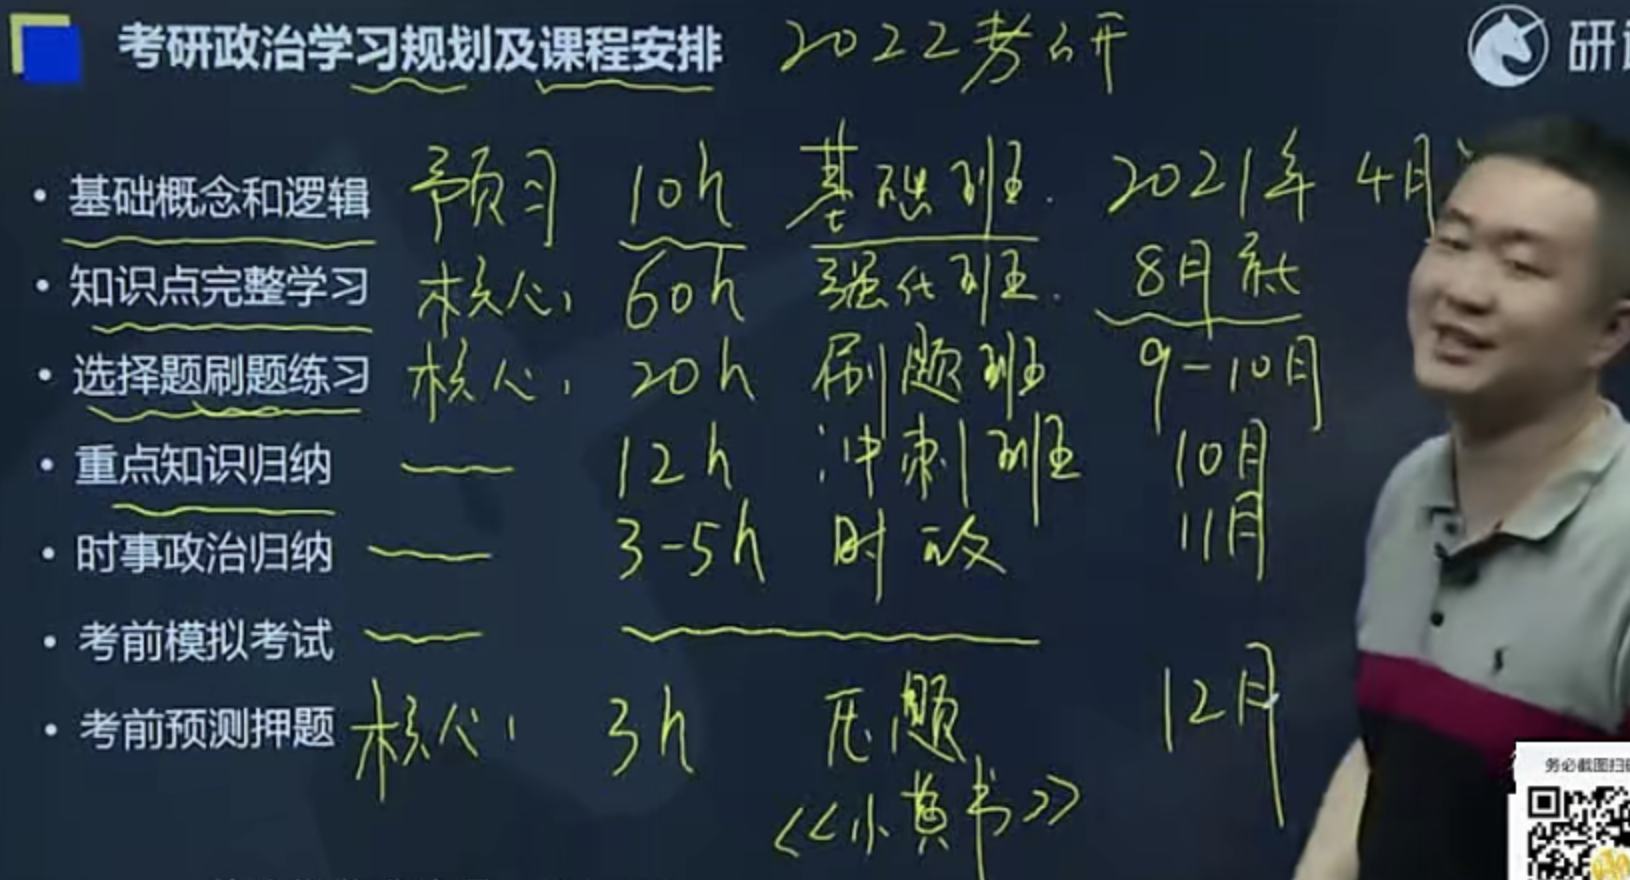 考研政治学习规划及课程安排 2022考研
研
• 基础概念和逻辑 预习 10h 基础班. 2021年 4月
• 知识点完整学习 核心, 60h 强化班. 8月前
• 选择题刷题练习 核心, 20h 刷题班 9-10月
• 重点知识归纳 — 12h 冲刺班 10月
• 时事政治归纳 — 3-5h 时政 11月
• 考前模拟考试 — —
• 考前预测押题 核心, 3h 压题 12月
<<小黄书>>
务必截图扫